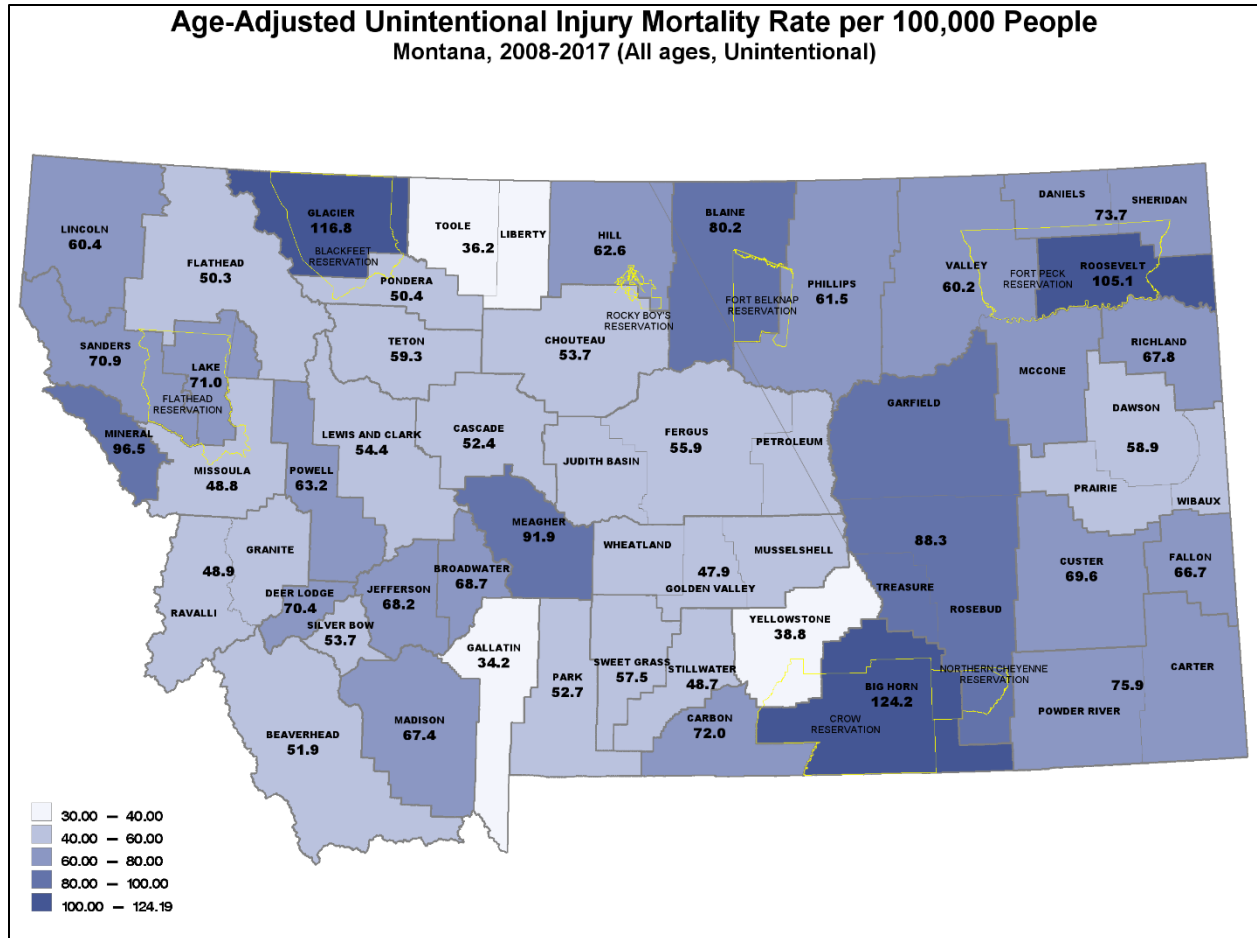 Age-Adjusted Unintentional Injury Mortality Rate per 100,000 People
Montana, 2008-2017 (All ages, Unintentional)
LINCOLN
60.4
FLATHEAD
50.3
GLACIER
116.8
BLACKFEET
RESERVATION
PONDERA
50.4
TOOLE
36.2
LIBERTY
HILL
62.6
ROCKY BOY'S
RESERVATION
BLAINE
80.2
FORT BELKNAP
RESERVATION
PHILLIPS
61.5
VALLEY
60.2
FORT PECK
RESERVATION
DANIELS
73.7
SHERIDAN
ROOSEVELT
105.1
SANDERS
70.9
LAKE
71.0
FLATHEAD
RESERVATION
TETON
59.3
CHOUTEAU
53.7
MCCONE
RICHLAND
67.8
DAWSON
58.9
GARFIELD
MINERAL
96.5
MISSOULA
48.8
POWELL
63.2
LEWIS AND CLARK
54.4
CASCADE
52.4
JUDITH BASIN
FERGUS
55.9
PETROLEUM
PRAIRIE
WIBAUX
MEAGHER
91.9
GRANITE
48.9
RAVALLI
DEER LODGE
70.4
SILVER BOW
53.7
JEFFERSON
68.2
BROADWATER
68.7
WHEATLAND
47.9
GOLDEN VALLEY
MUSSELSHELL
88.3
TREASURE
ROSEBUD
CUSTER
69.6
FALLON
66.7
GALLATIN
34.2
PARK
52.7
SWEET GRASS
57.5
STILLWATER
48.7
YELLOWSTONE
38.8
NORTHERN CHEYENNE
RESERVATION
BIG HORN
124.2
CROW
RESERVATION
CARBON
72.0
CARTER
75.9
POWDER RIVER
MADISON
67.4
BEAVERHEAD
51.9
30.00 – 40.00
40.00 – 60.00
60.00 – 80.00
80.00 – 100.00
100.00 – 124.19